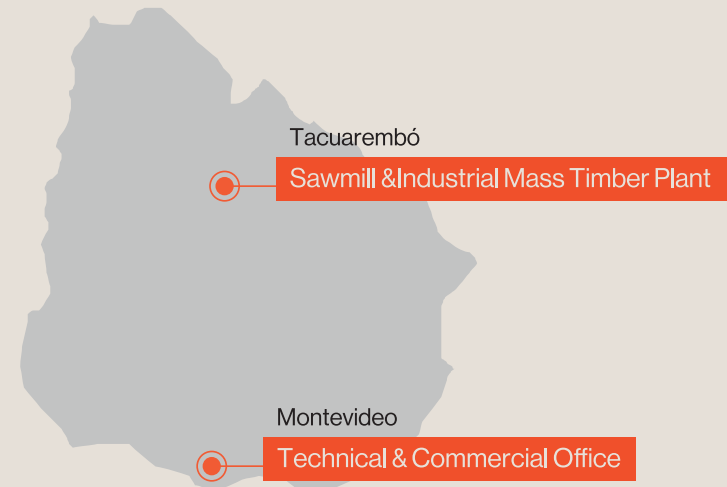 Tacuarembó
Sawmill &Industrial Mass Timber Plant
Montevideo
Technical & Commercial Office